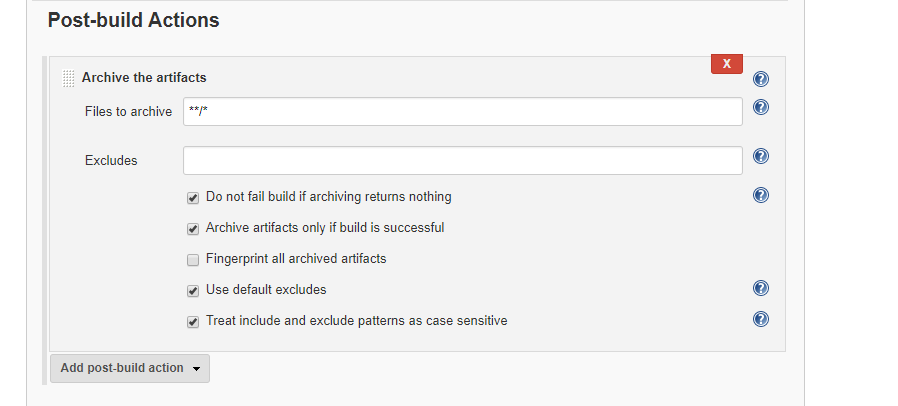 Post-build Actions
X
Archive the artifacts
?
Files to archive **/*
?
Excludes
?
Do not fail build if archiving returns nothing
?
Archive artifacts only if build is successful
Fingerprint all archived artifacts
Use default excludes
?
Treat include and exclude patterns as case sensitive
?
Add post-build action